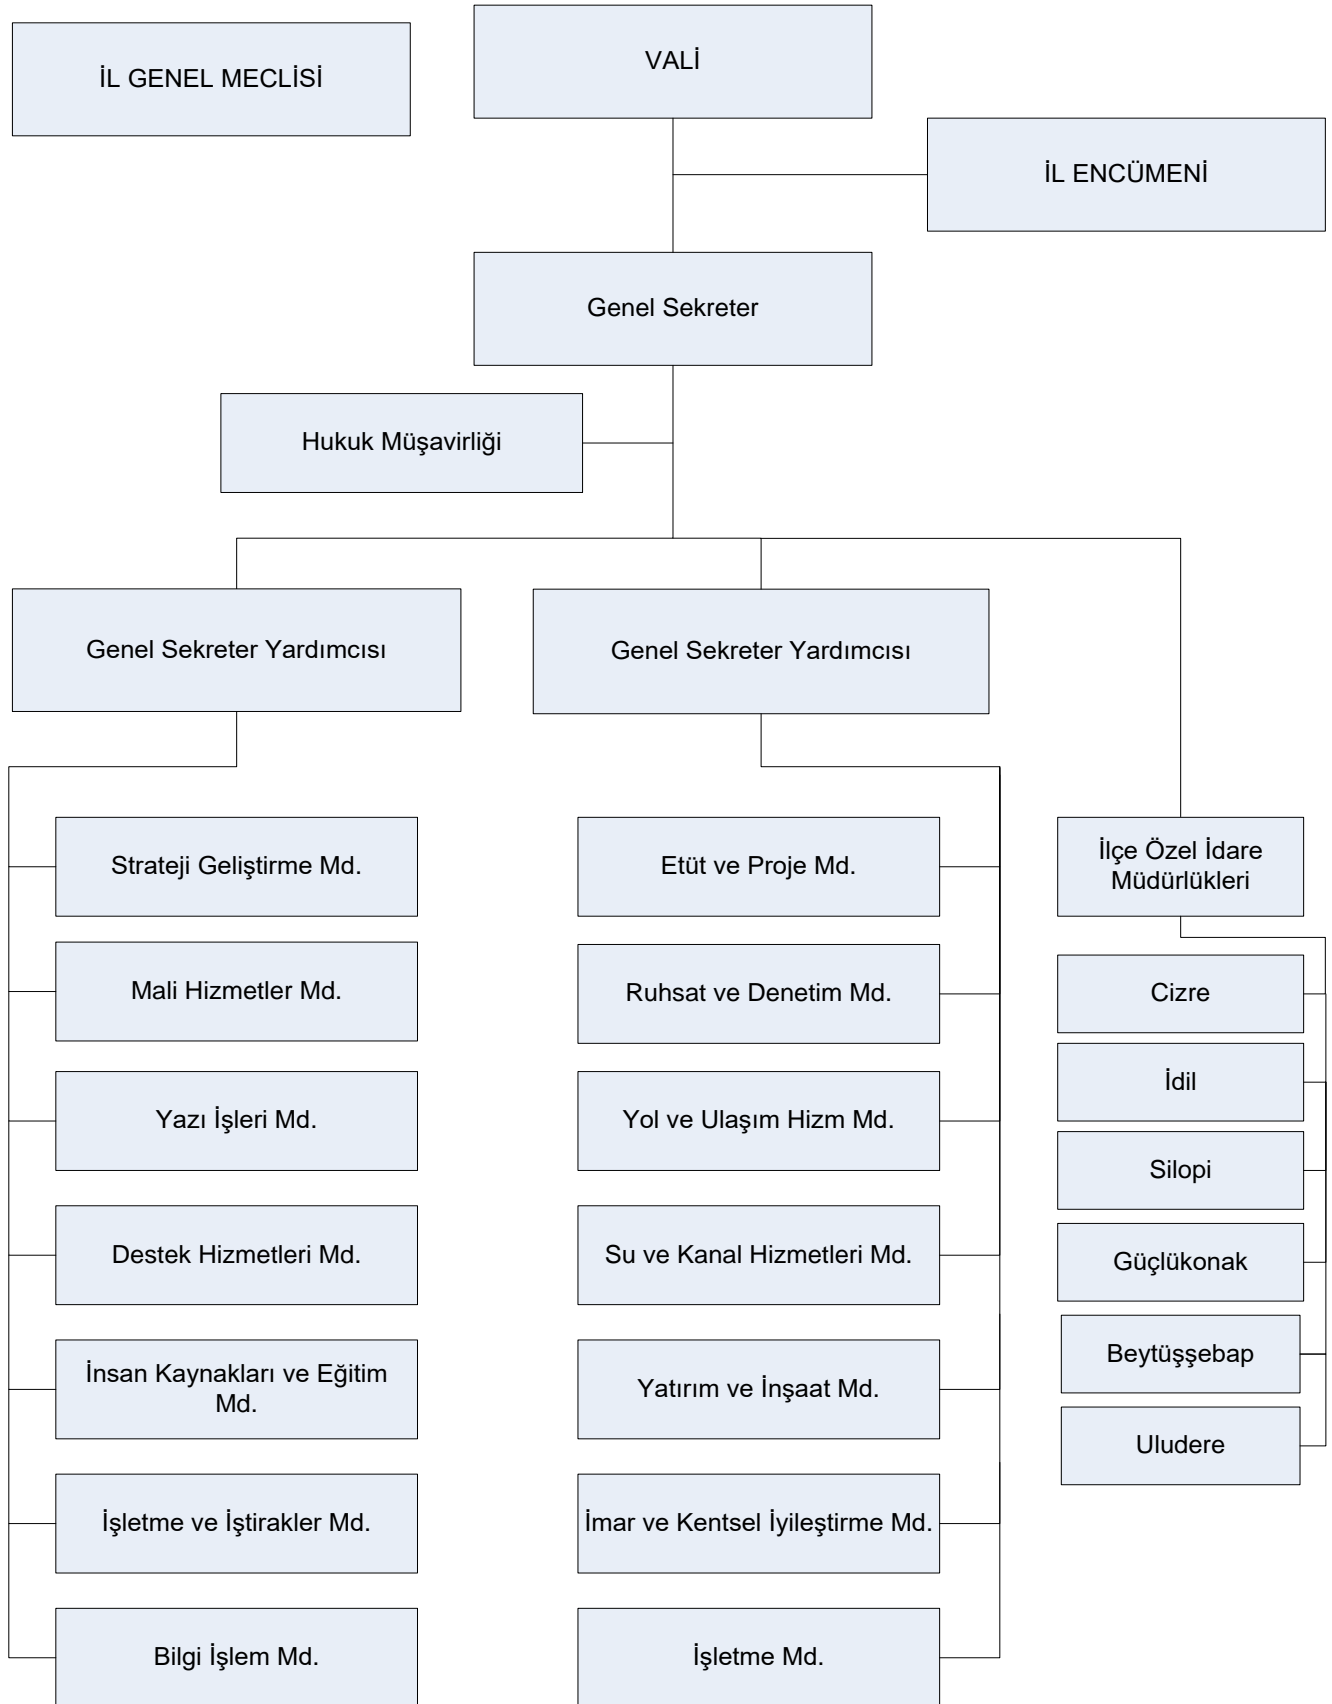 İL GENEL MECLİSİ
VALİ
İL ENCÜMENİ
Genel Sekreter
Hukuk Müşavirliği
Genel Sekreter Yardımcısı
Genel Sekreter Yardımcısı
Strateji Geliştirme Md.
Mali Hizmetler Md.
Yazı İşleri Md.
Destek Hizmetleri Md.
İnsan Kaynakları ve Eğitim
Md.
İşletme ve İştirakler Md.
Bilgi İşlem Md.
Etüt ve Proje Md.
Ruhsat ve Denetim Md.
Yol ve Ulaşım Hizm Md.
Su ve Kanal Hizmetleri Md.
Yatırım ve İnşaat Md.
İmar ve Kentsel İyileştirme Md.
İşletme Md.
İlçe Özel İdare
Müdürlükleri
Cizre
İdil
Silopi
Güçlükonak
Beytüşşebap
Uludere